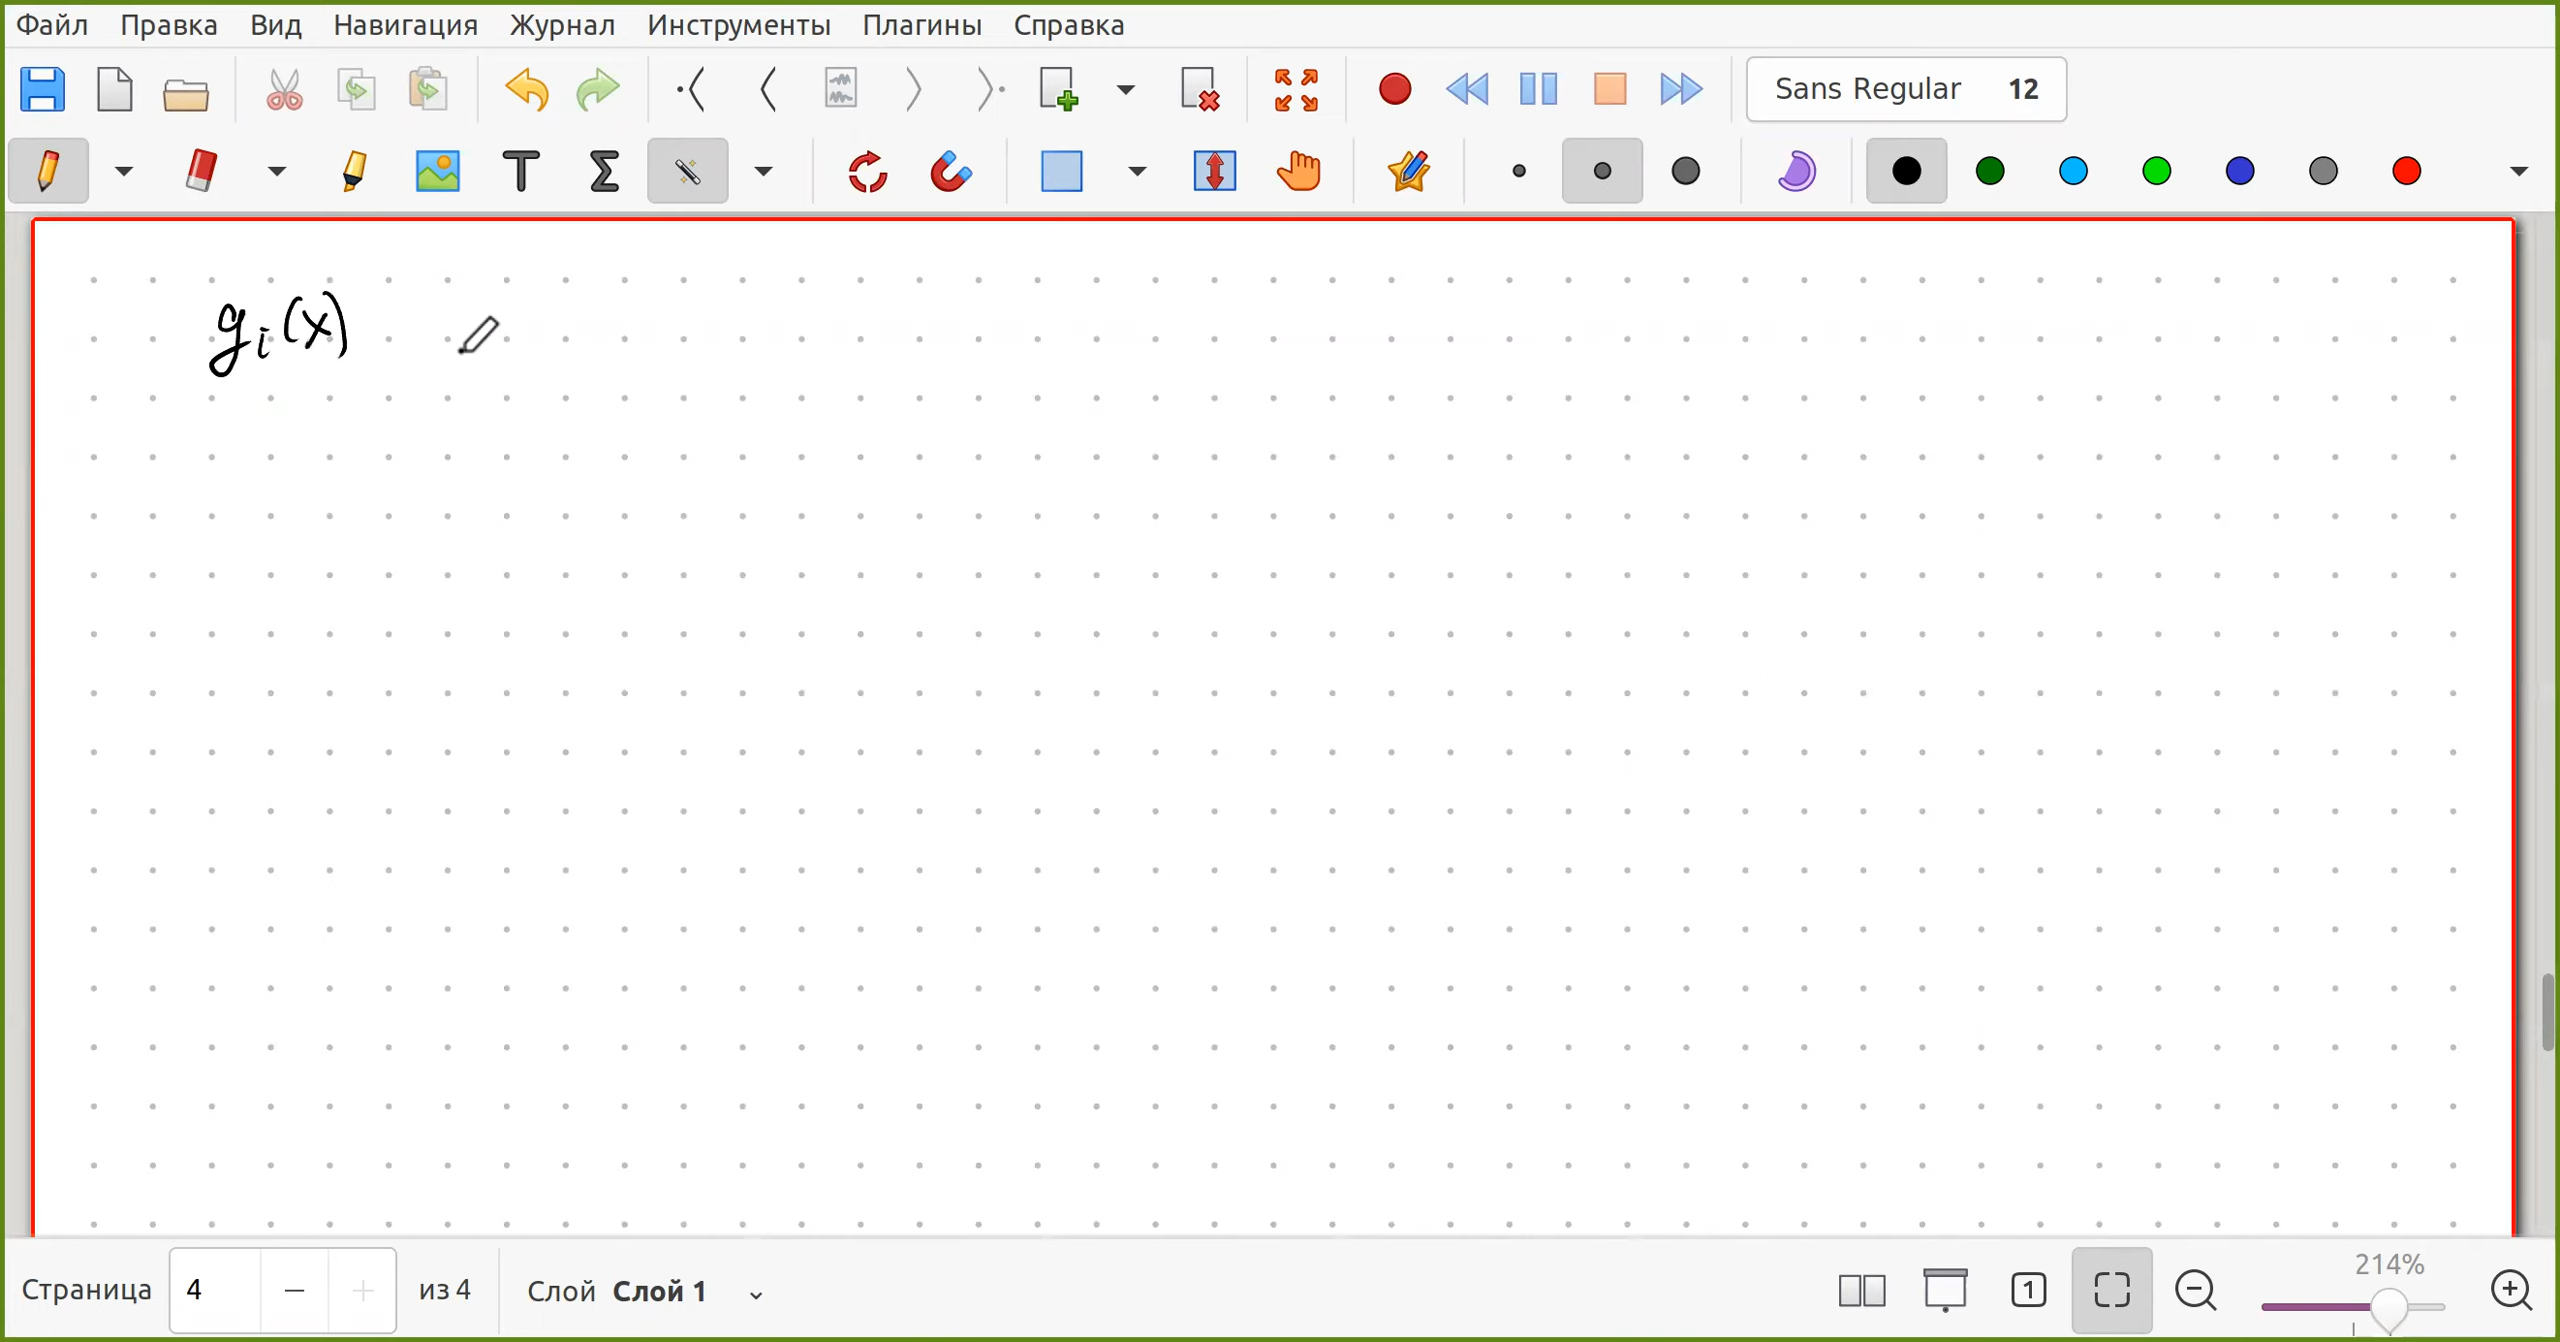 Файл Правка Вид Навигация Журнал Инструменты Плагины Справка
Sans Regular 12
g_i(x)
214%
Страница 4 из 4 Слой Слой 1